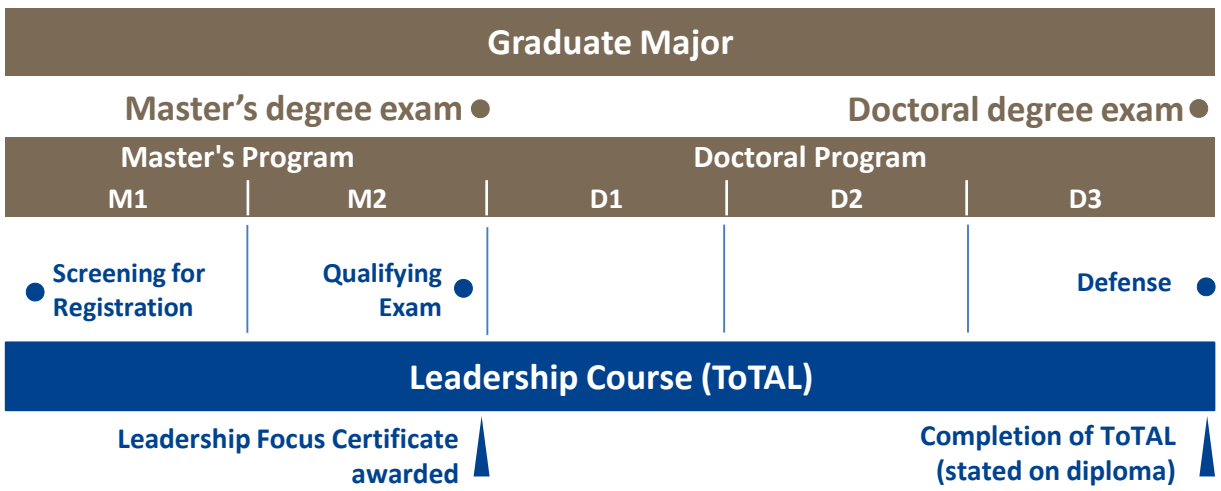 Graduate Major
Master’s degree exam
Doctoral degree exam
Master's Program
Doctoral Program
M1
M2
D1
D2
D3
Screening for
Registration
Qualifying
Exam
Defense
Leadership Course (ToTAL)
Leadership Focus Certificate
awarded
Completion of ToTAL
(stated on diploma)